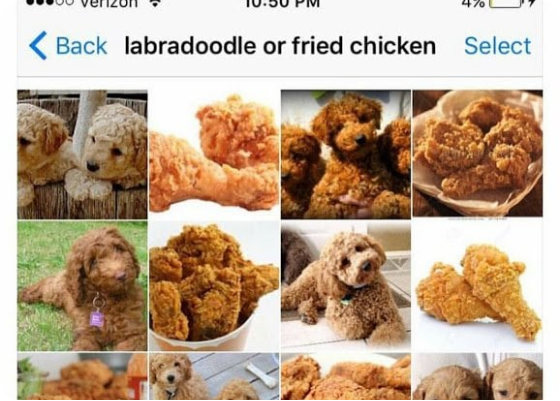 verizon 10:50 PM 4%
Back labradoodle or fried chicken Select